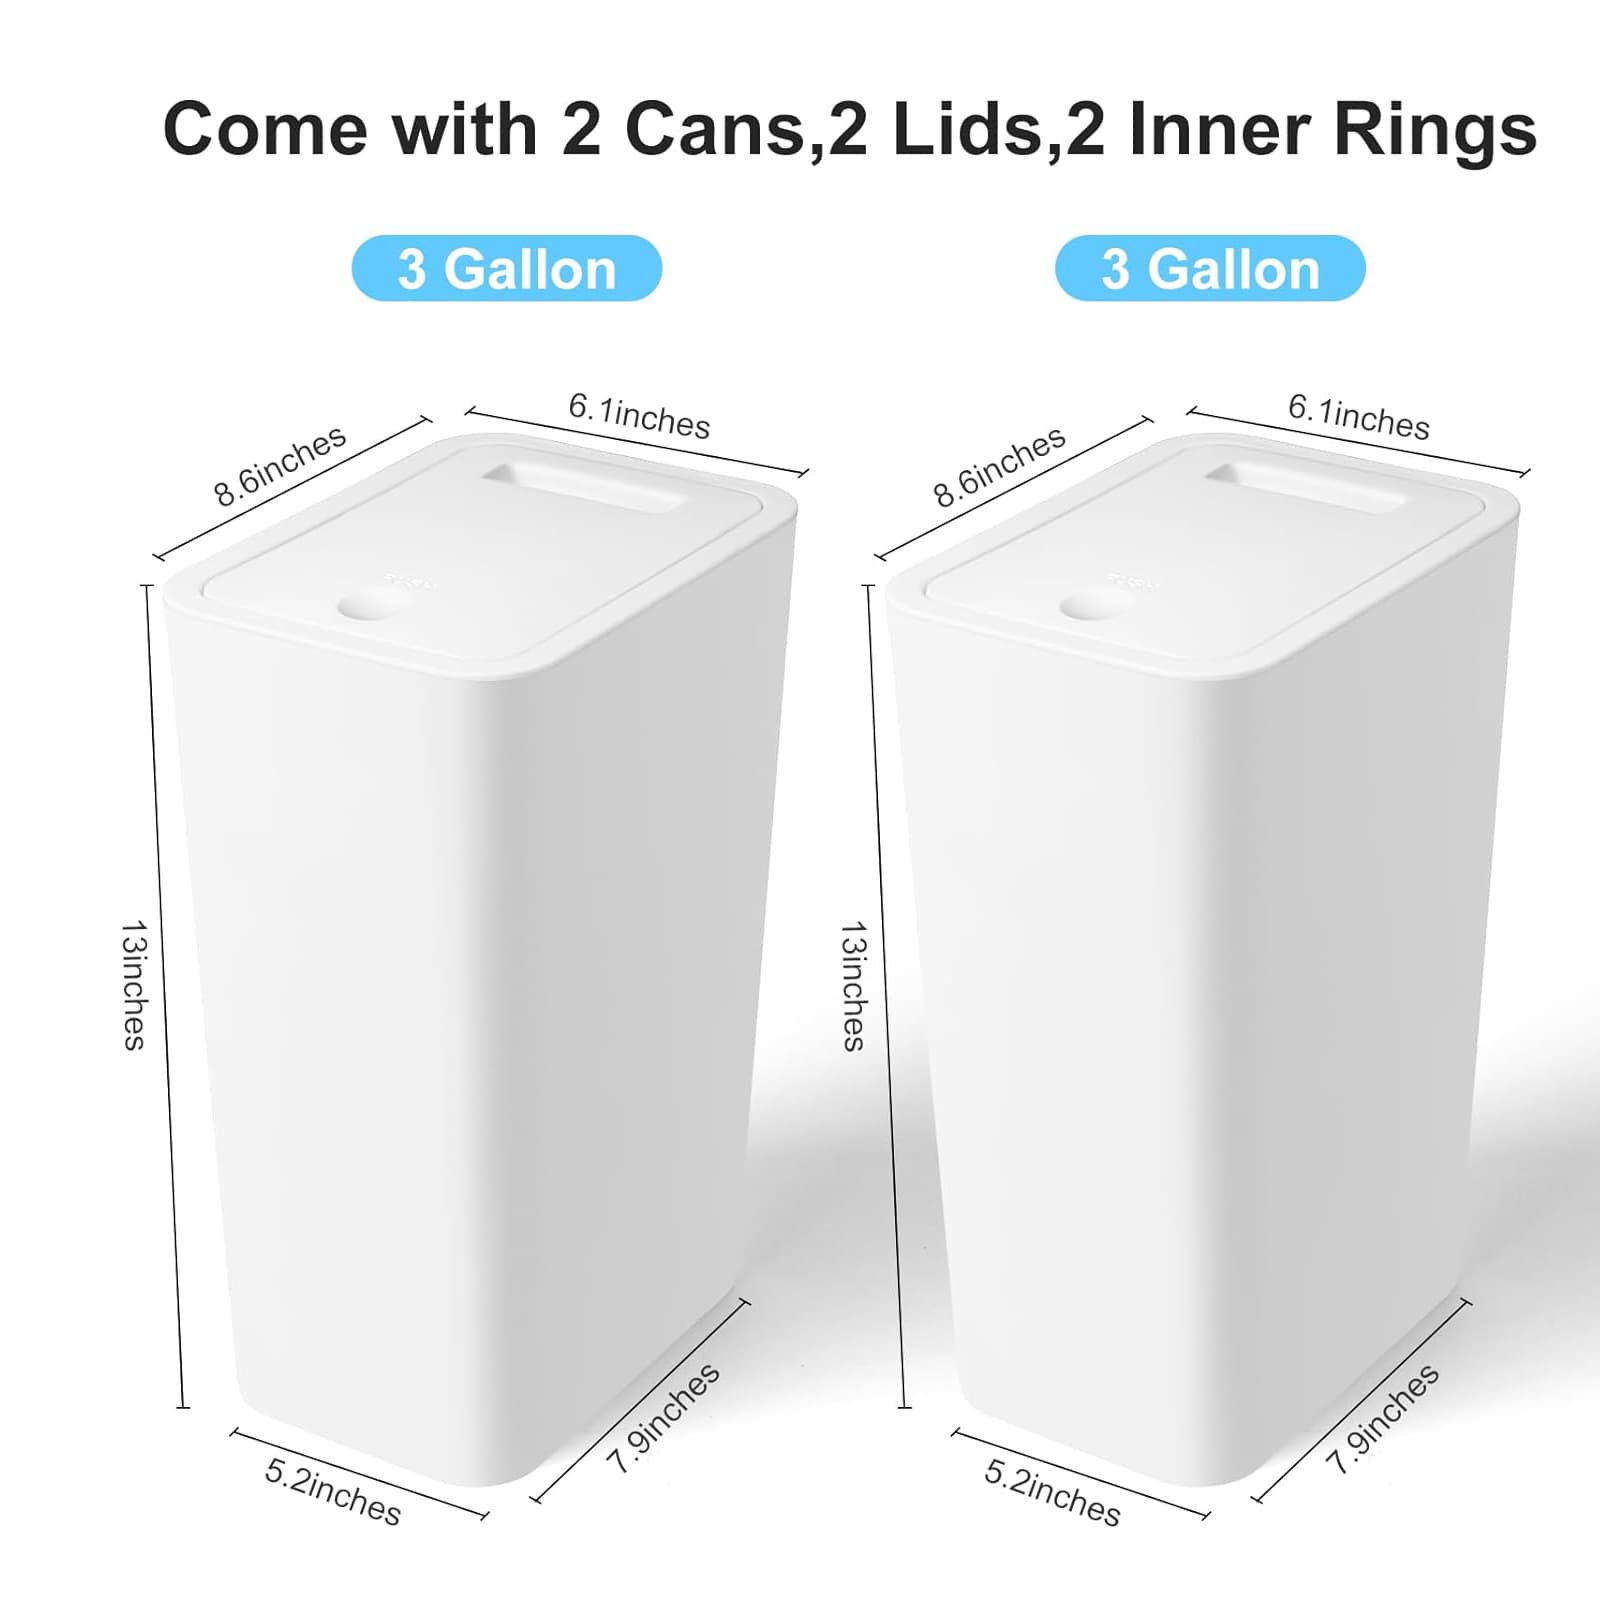 Come with 2 Cans,2 Lids,2 Inner Rings
3 Gallon
3 Gallon
8.6inches
6.1inches
8.6inches
6.1inches
13inches
13inches
5.2inches
7.9inches
5.2inches
7.9inches